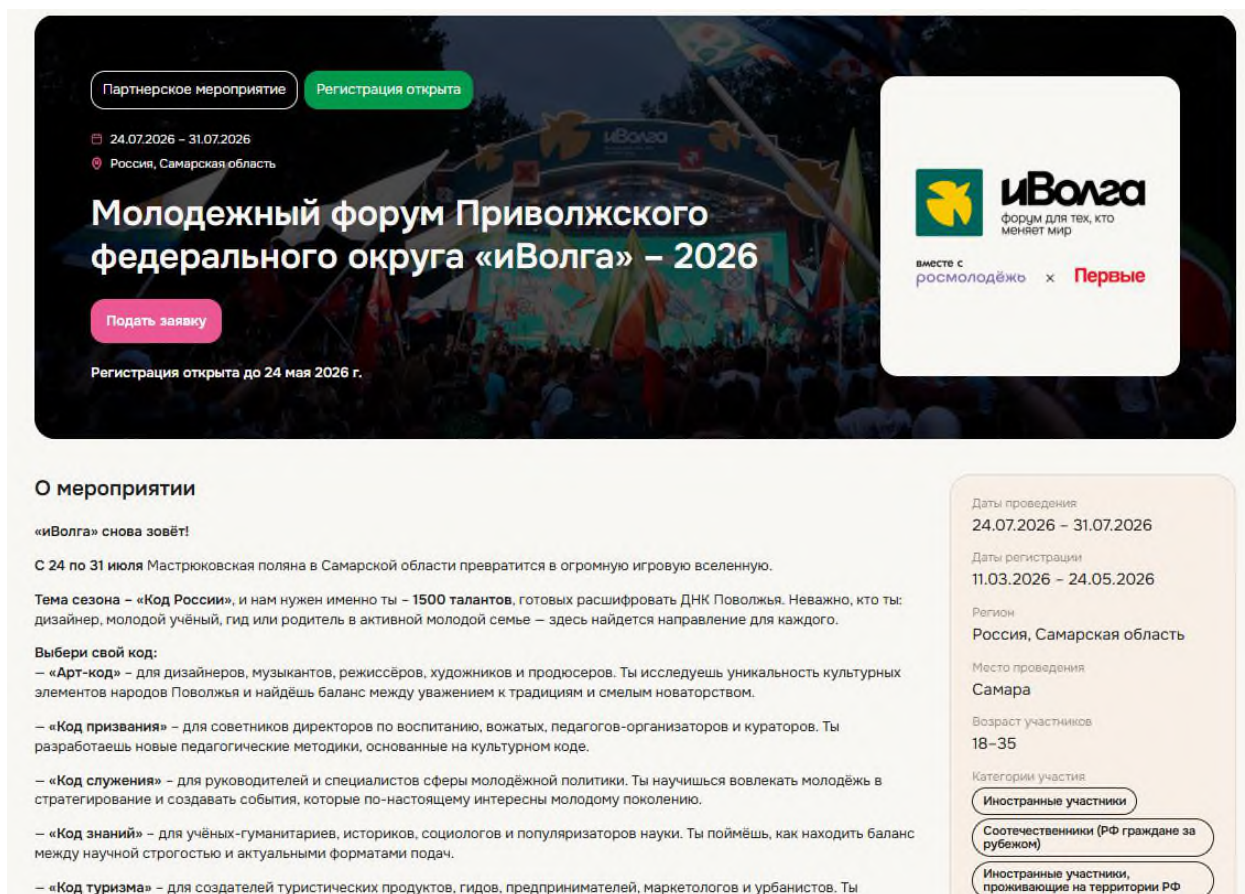 Партнерское мероприятие
Регистрация открыта
24.07.2026 – 31.07.2026
Россия, Самарская область
Молодежный форум Приволжского
федерального округа «иВолга» – 2026
Подать заявку
Регистрация открыта до 24 мая 2026 г.
иВолга
иВолга
форум для тех, кто
меняет мир
вместе с
росмолодёжь × Первые
О мероприятии
«иВолга» снова зовёт!
С 24 по 31 июля Мастрюковская поляна в Самарской области превратится в огромную игровую вселенную.
Тема сезона – «Код России», и нам нужен именно ты – 1500 талантов, готовых расшифровать ДНК Поволжья. Неважно, кто ты:
дизайнер, молодой учёный, гид или родитель в активной молодой семье — здесь найдется направление для каждого.
Выбери свой код:
— «Арт-код» – для дизайнеров, музыкантов, режиссёров, художников и продюсеров. Ты исследуешь уникальность культурных
элементов народов Поволжья и найдёшь баланс между уважением к традициям и смелым новаторством.
— «Код призвания» – для советников директоров по воспитанию, вожатых, педагогов-организаторов и кураторов. Ты
разработаешь новые педагогические методики, основанные на культурном коде.
— «Код служения» – для руководителей и специалистов сферы молодёжной политики. Ты научишься вовлекать молодёжь в
стратегирование и создавать события, которые по-настоящему интересны молодому поколению.
— «Код знаний» – для учёных-гуманитариев, историков, социологов и популяризаторов науки. Ты поймёшь, как находить баланс
между научной строгостью и актуальными форматами подач.
— «Код туризма» – для создателей туристических продуктов, гидов, предпринимателей, маркетологов и урбанистов. Ты
Даты проведения
24.07.2026 – 31.07.2026
Даты регистрации
11.03.2026 – 24.05.2026
Регион
Россия, Самарская область
Место проведения
Самара
Возраст участников
18–35
Категории участия
Иностранные участники
Соотечественники (РФ граждане за
рубежом)
Иностранные участники,
проживающие на территории РФ